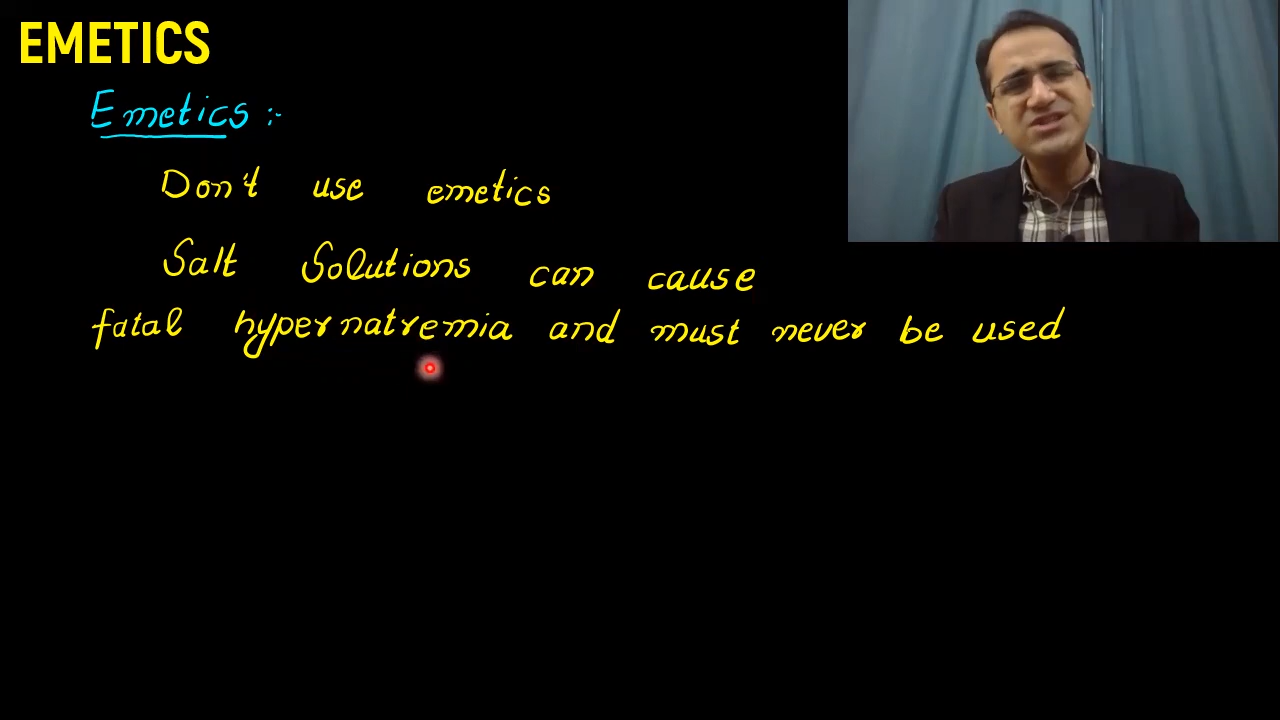 EMETICS
Emetics :-
Don't use emetics
Salt Solutions can cause
fatal hypernatremia and must never be used